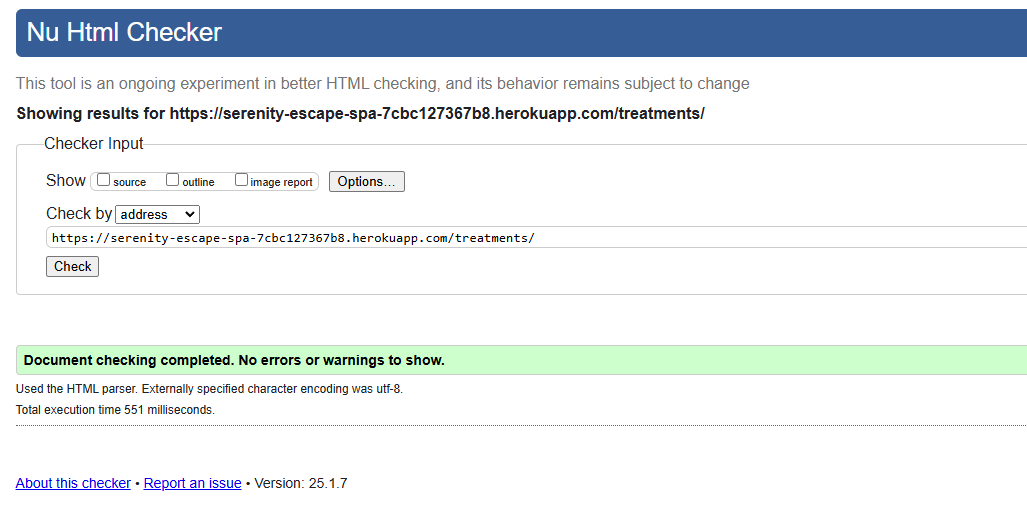 Nu Html Checker
This tool is an ongoing experiment in better HTML checking, and its behavior remains subject to change
Showing results for https://serenity-escape-spa-7cbc127367b8.herokuapp.com/treatments/
Checker Input
Show source outline image report Options...
Check by address
https://serenity-escape-spa-7cbc127367b8.herokuapp.com/treatments/
Check
Document checking completed. No errors or warnings to show.
Used the HTML parser. Externally specified character encoding was utf-8.
Total execution time 551 milliseconds.
About this checker • Report an issue • Version: 25.1.7